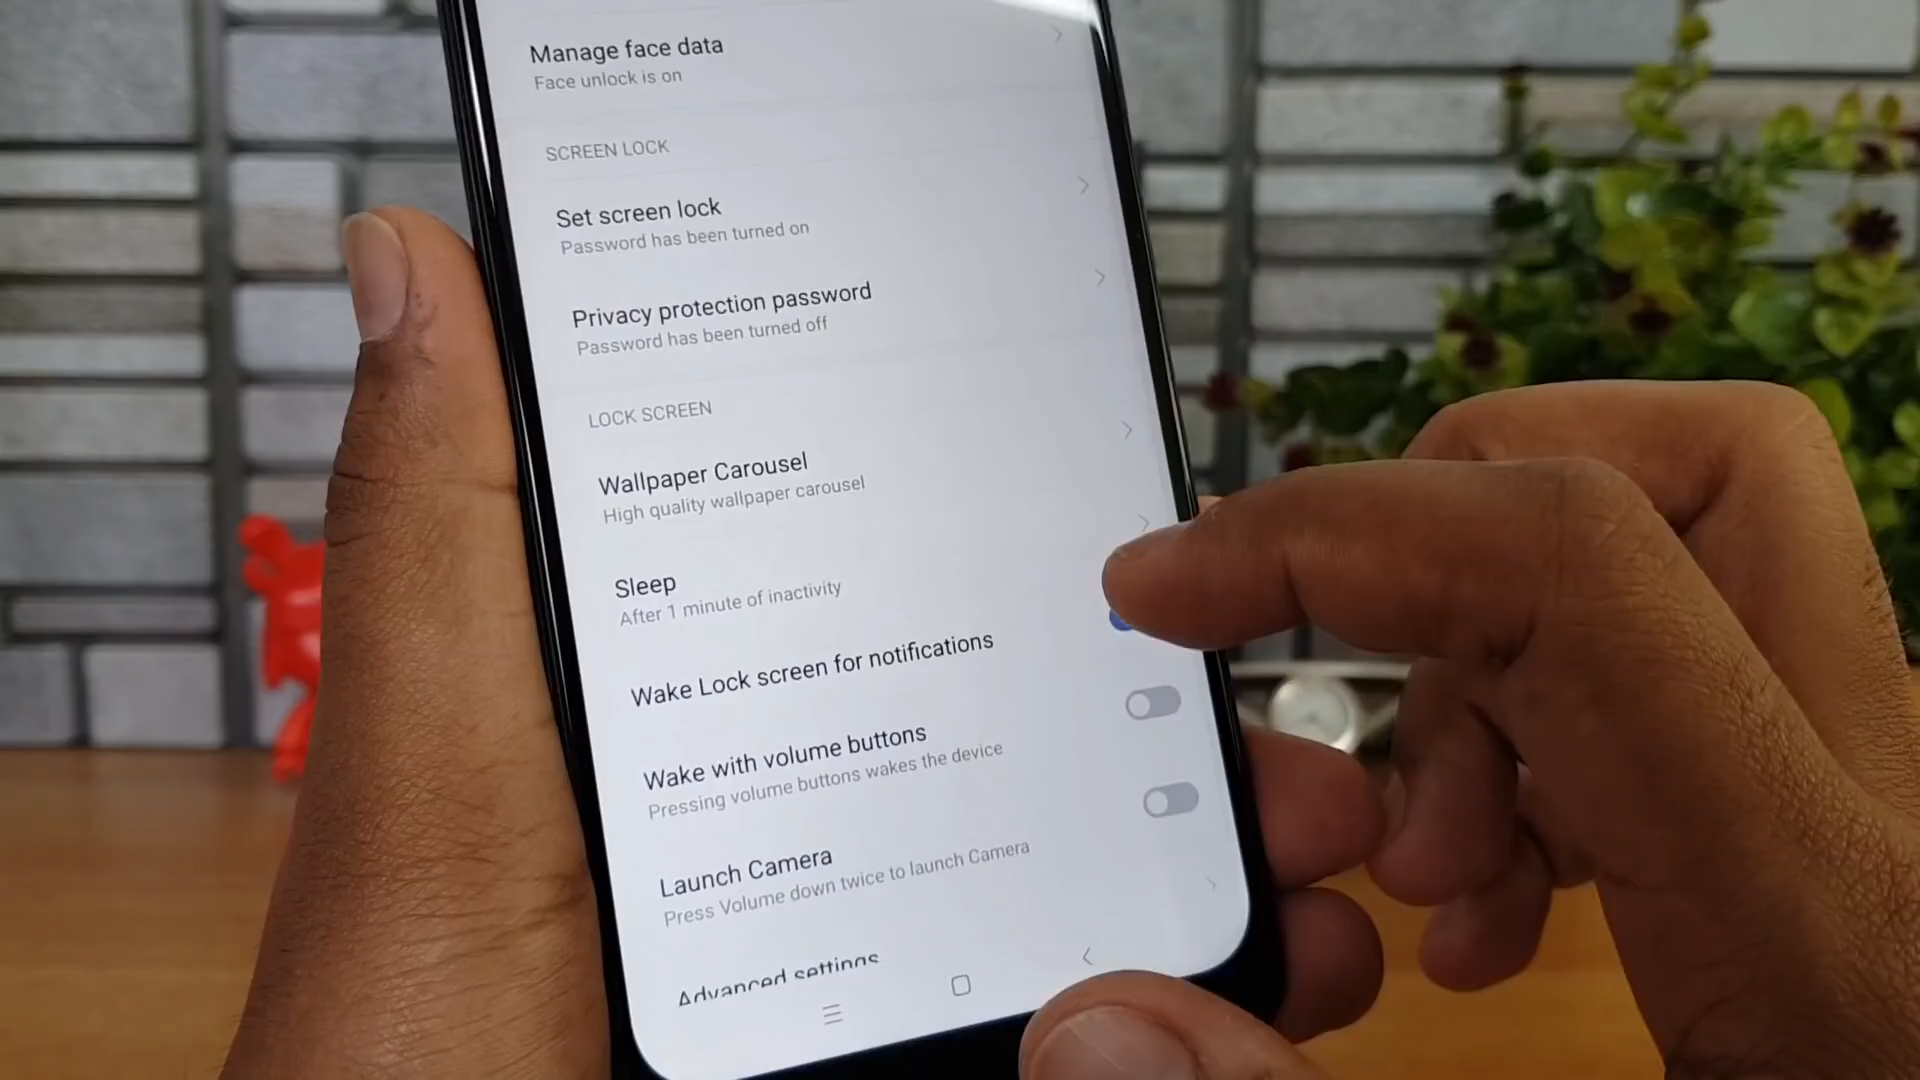 Manage face data
Face unlock is on
SCREEN LOCK
Set screen lock
Password has been turned on
Privacy protection password
Password has been turned off
LOCK SCREEN
Wallpaper Carousel
High quality wallpaper carousel
Sleep
After 1 minute of inactivity
Wake Lock screen for notifications
Wake with volume buttons
Pressing volume buttons wakes the device
Launch Camera
Press Volume down twice to launch Camera
Advanced settings